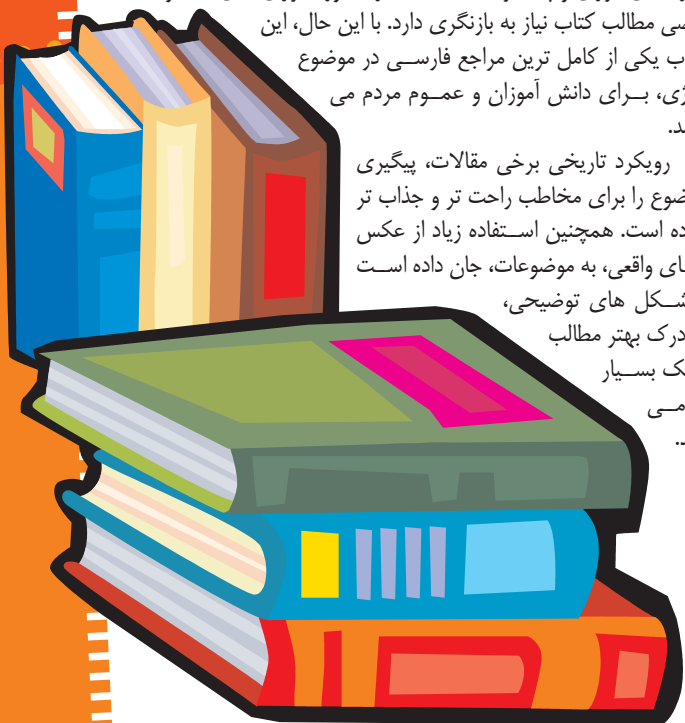 صی مطالب کتاب نیاز به بازنگری دارد. با این حال، این
ب یکی از کامل ترین مراجع فارسی در موضوع
ژی، برای دانش آموزان و عموم مردم می
د.
رویکرد تاریخی برخی مقالات، پیگیری
ضوع را برای مخاطب راحت تر و جذاب تر
ده است. همچنین استفاده زیاد از عکس
ای واقعی، به موضوعات، جان داده است
شکل های توضیحی،
درک بهتر مطالب
ک بسیار
می
..